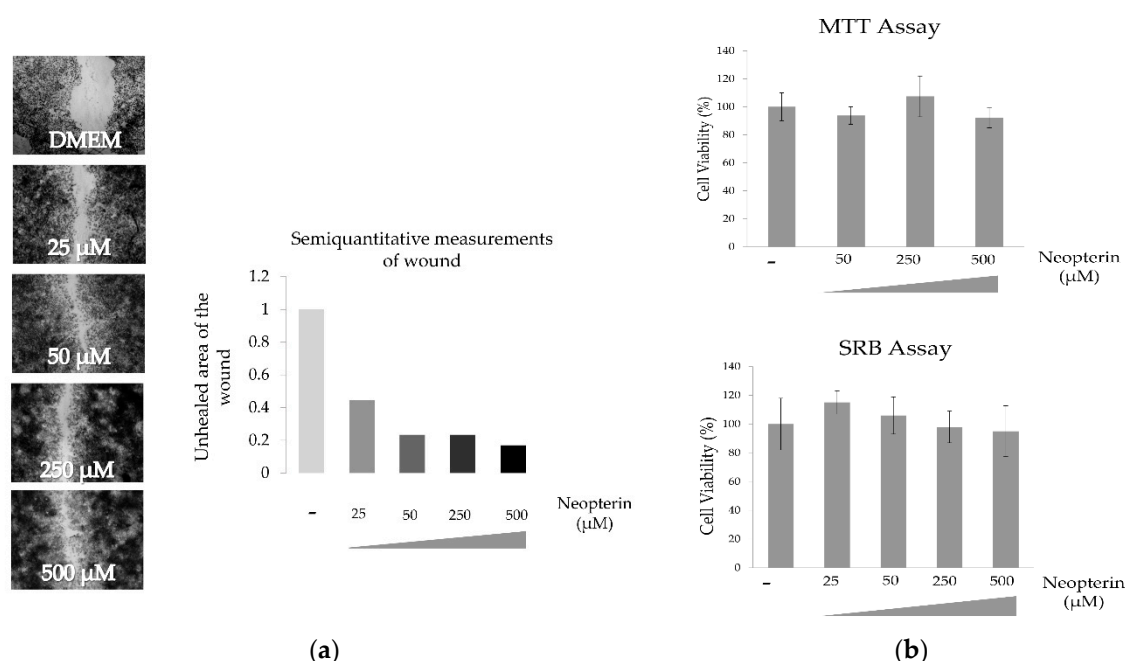 DMEM
25 μM
50 μM
250 μM
500 μM
Semiquantitative measurements
of wound
Unhealed area of the
wound
1.2
1
0.8
0.6
0.4
0.2
0
– 25 50 250 500
Neopterin
(μM)
(a)
MTT Assay
Cell Viability (%)
140
120
100
80
60
40
20
0
– 50 250 500
Neopterin
(μM)
SRB Assay
Cell Viability (%)
140
120
100
80
60
40
20
0
– 25 50 250 500
Neopterin
(μM)
(b)